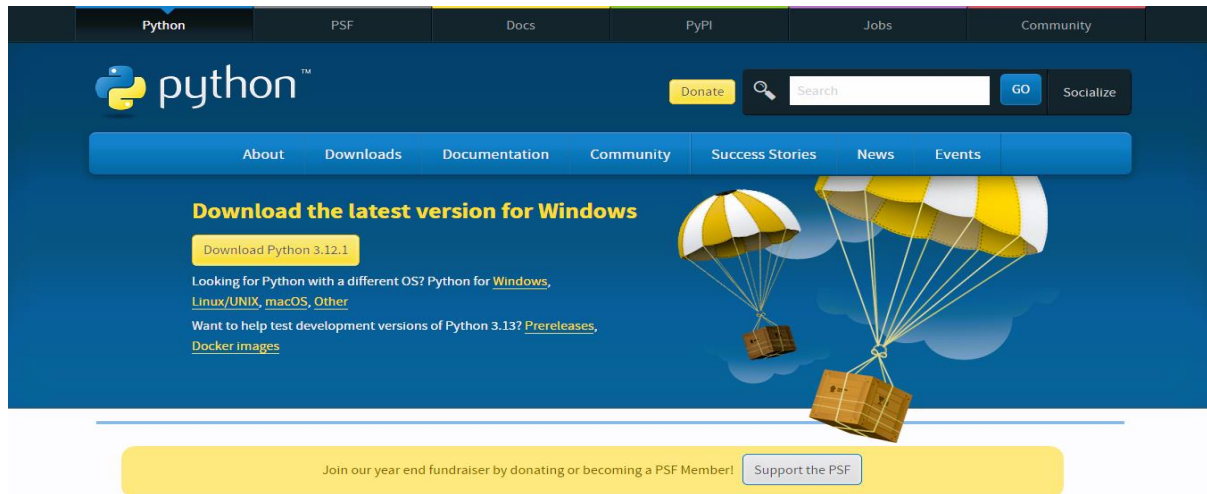 Python PSF Docs PyPI Jobs Community
python™
Donate Search GO Socialize
About Downloads Documentation Community Success Stories News Events
Download the latest version for Windows
Download Python 3.12.1
Looking for Python with a different OS? Python for Windows,
Linux/UNIX, macOS, Other
Want to help test development versions of Python 3.13? Prereleases,
Docker images
Join our year end fundraiser by donating or becoming a PSF Member! Support the PSF